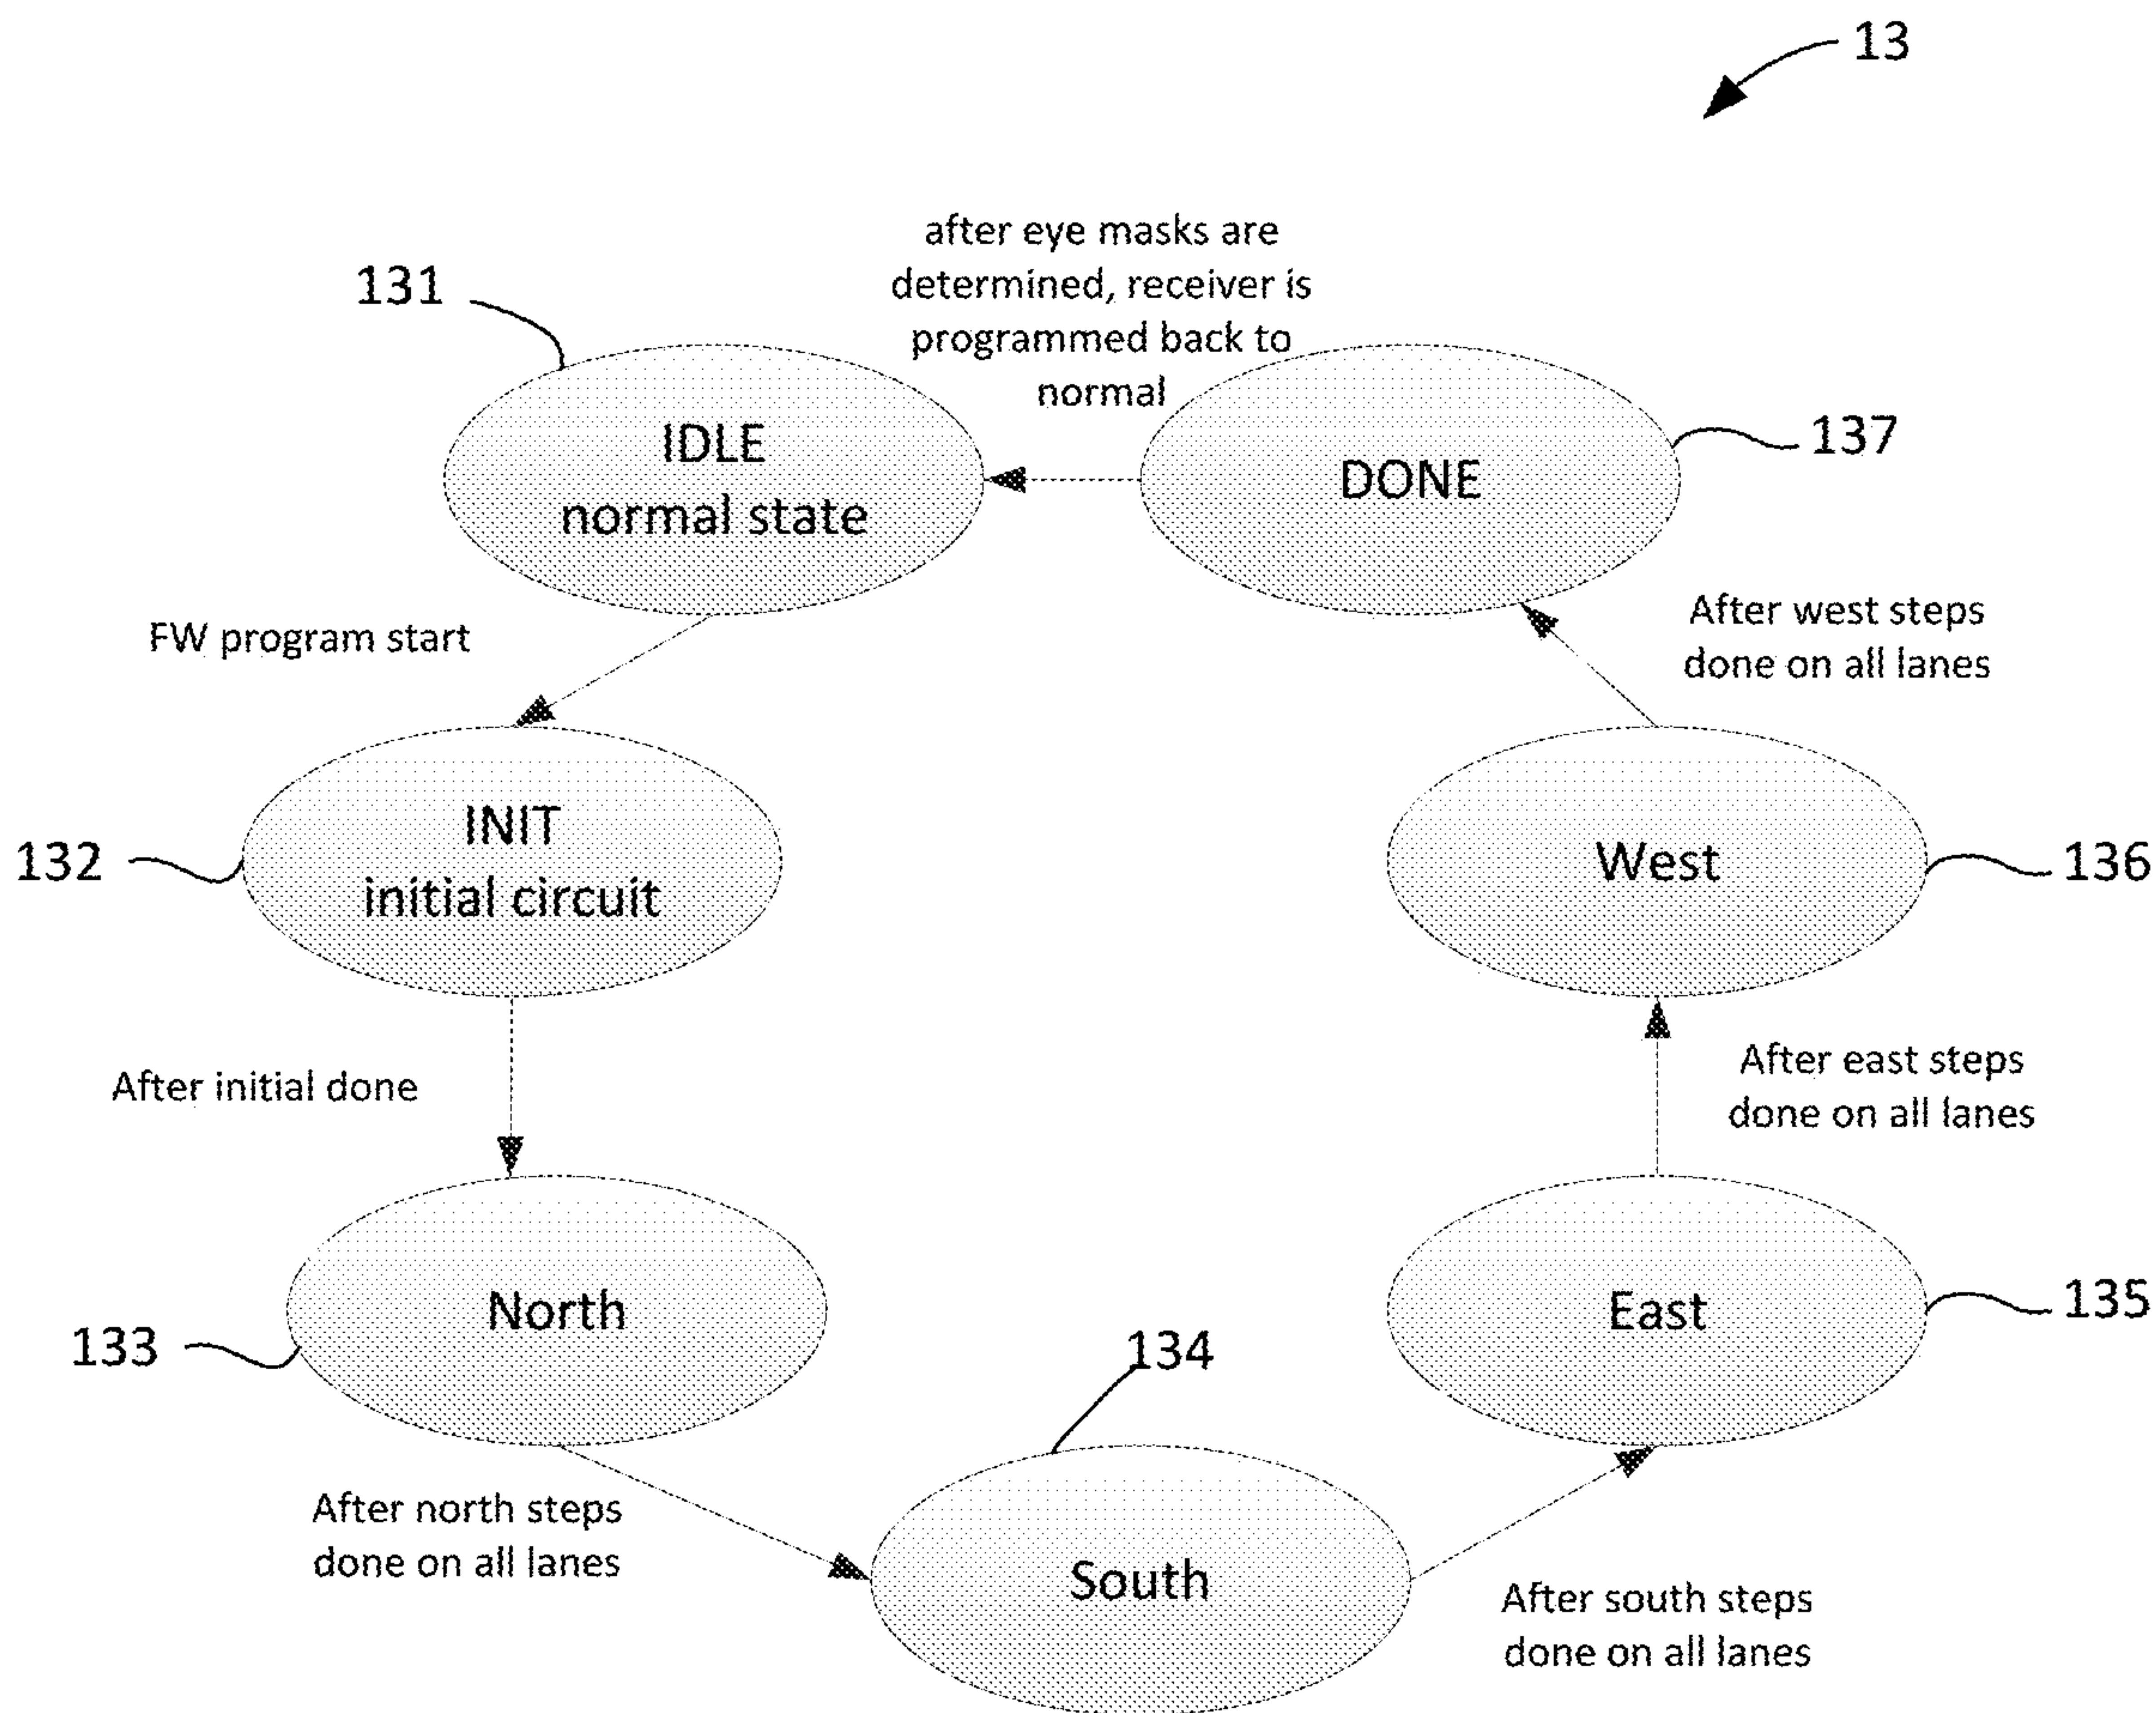 13
after eye masks are
determined, receiver is
programmed back to
normal
131
IDLE
normal state
DONE
137
FW program start
After west steps
done on all lanes
132
INIT
initial circuit
West
136
After initial done
After east steps
done on all lanes
133
North
134
East
135
After north steps
done on all lanes
South
After south steps
done on all lanes